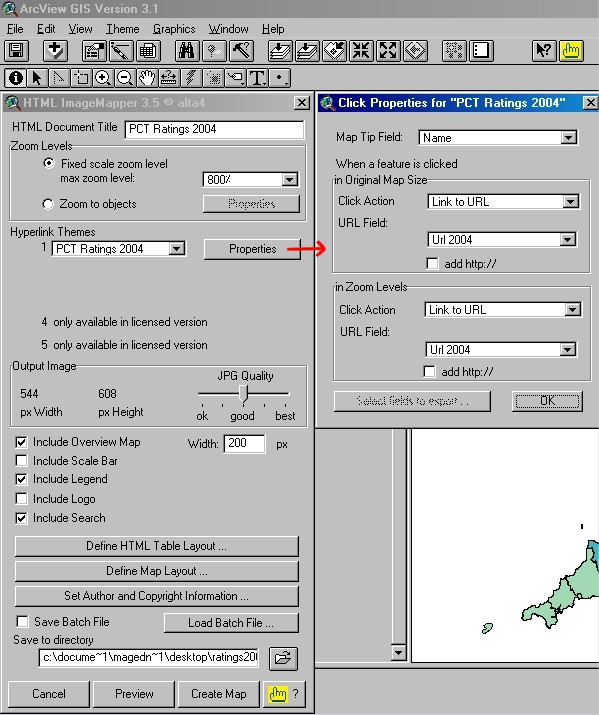 ArcView GIS Version 3.1
File Edit View Theme Graphics Window Help
HTML ImageMapper 3.5 © alta4
HTML Document Title PCT Ratings 2004
Zoom Levels
Fixed scale zoom level
max zoom level: 800%
Zoom to objects Properties
Hyperlink Themes
1 PCT Ratings 2004 Properties
4 only available in licensed version
5 only available in licensed version
Output Image
JPG Quality
544 608
px Width px Height ok good best
Include Overview Map Width: 200 px
Include Scale Bar
Include Legend
Include Logo
Include Search
Define HTML Table Layout ...
Define Map Layout ...
Set Author and Copyright Information ...
Save Batch File Load Batch File ...
Save to directory
c:\docume~1\magedn~1\desktop\ratings200
Cancel Preview Create Map ?
Click Properties for "PCT Ratings 2004"
Map Tip Field: Name
When a feature is clicked
in Original Map Size
Click Action Link to URL
URL Field:
Url 2004
add http://
in Zoom Levels
Click Action Link to URL
URL Field:
Url 2004
add http://
Select fields to export ... OK